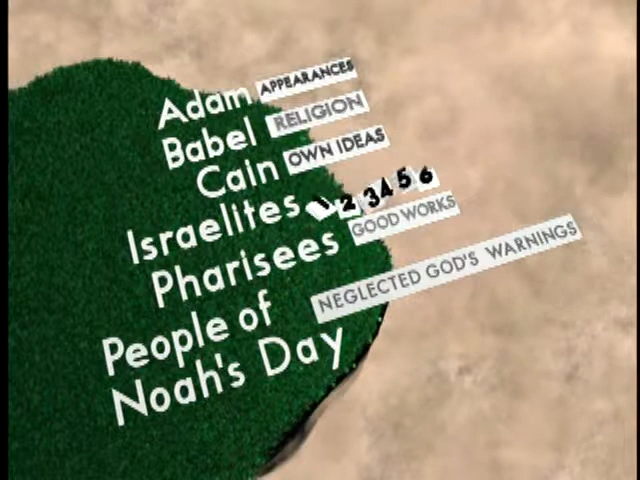 Adam APPEARANCES
Babel RELIGION
Cain OWN IDEAS
Israelites 1 2 3 4 5 6
Pharisees GOOD WORKS
People of
Noah's Day NEGLECTED GOD'S WARNINGS